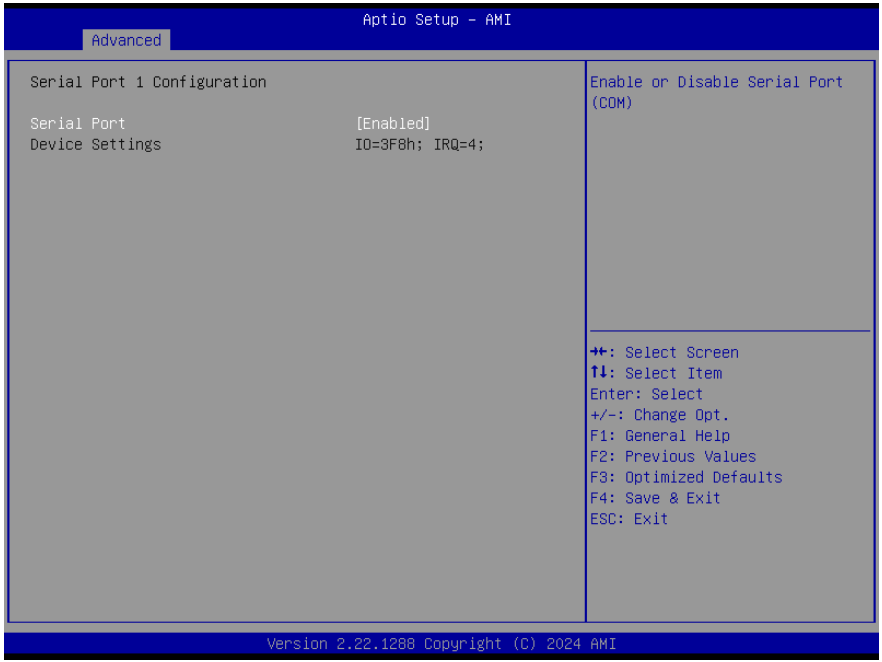 Aptio Setup – AMI
Advanced
Serial Port 1 Configuration
Serial Port [Enabled]
Device Settings IO=3F8h; IRQ=4;
Enable or Disable Serial Port
(COM)
→←: Select Screen
↑↓: Select Item
Enter: Select
+/-: Change Opt.
F1: General Help
F2: Previous Values
F3: Optimized Defaults
F4: Save & Exit
ESC: Exit
Version 2.22.1288 Copyright (C) 2024 AMI